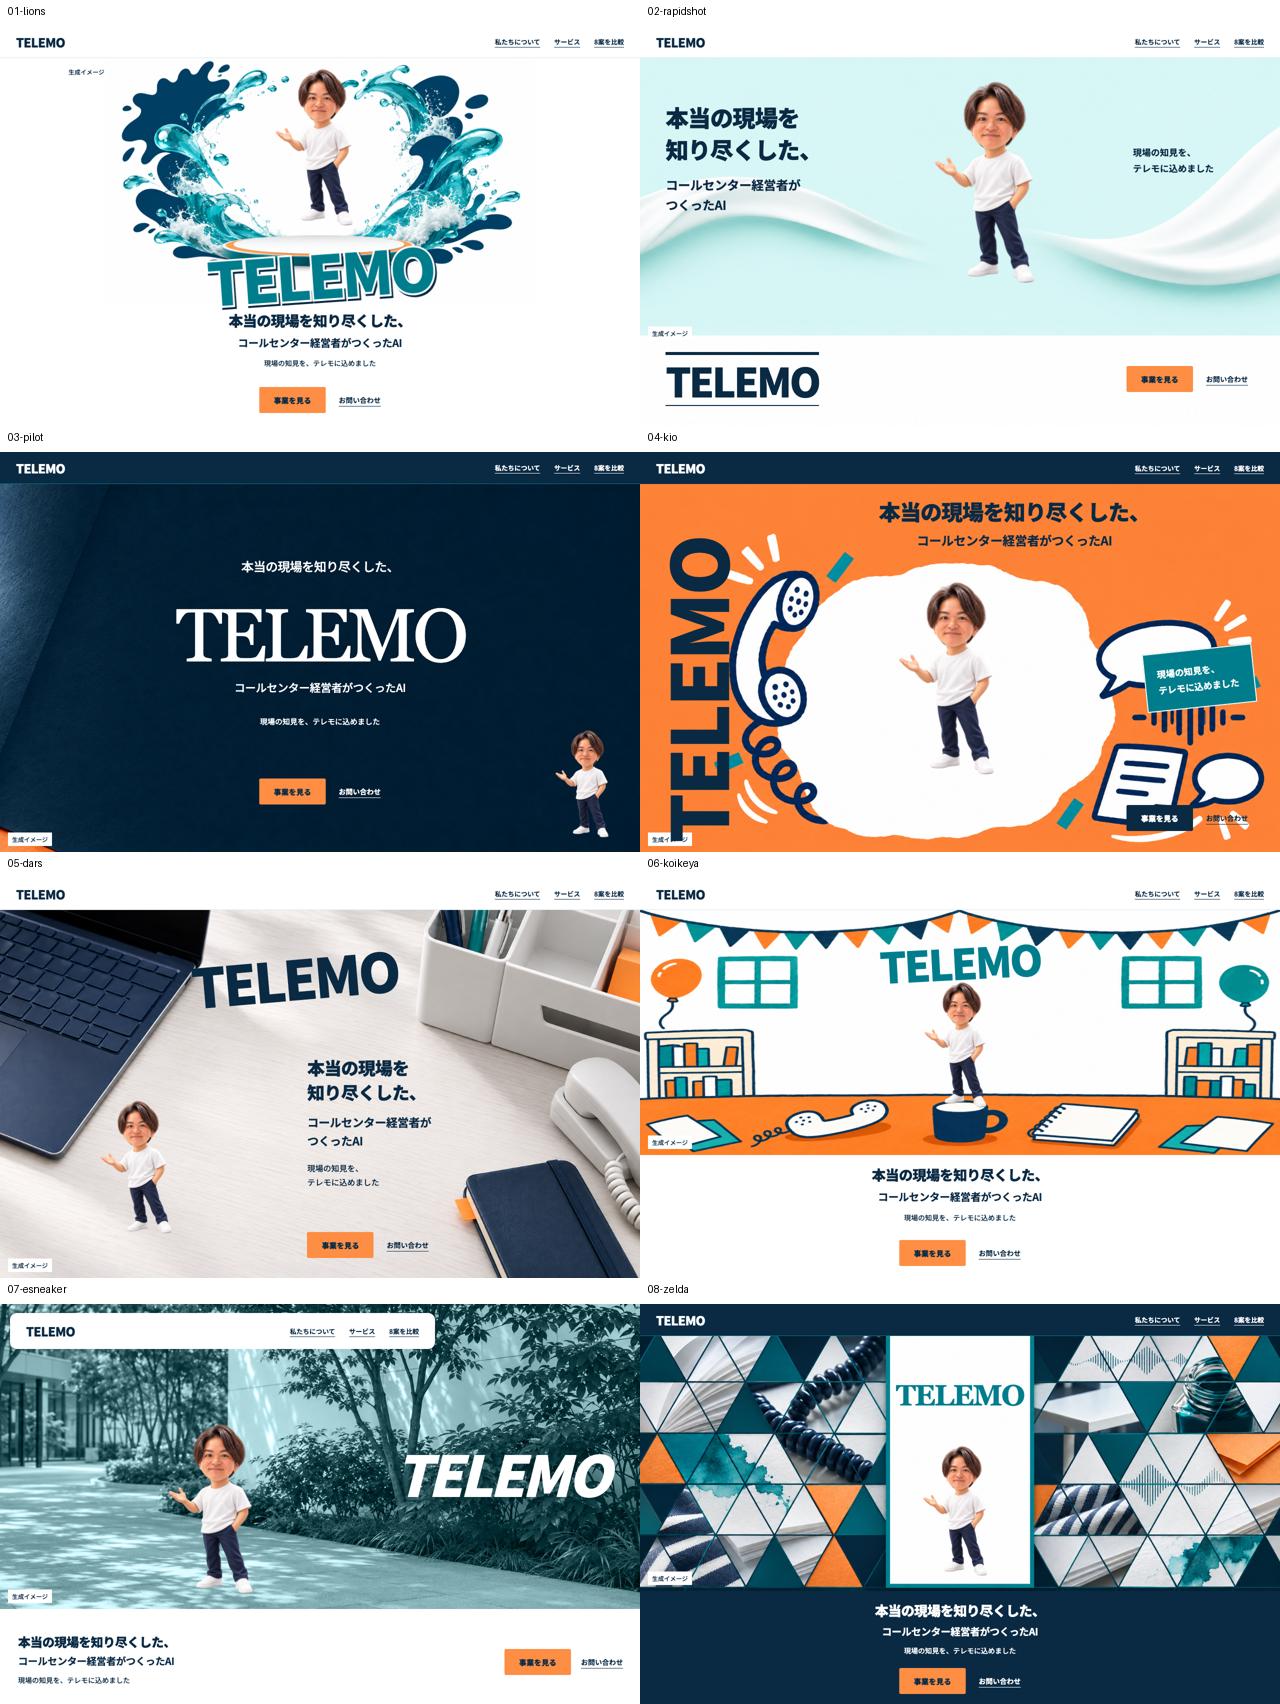 01-lions
TELEMO
私たちについて サービス 8案を比較
生成イメージ
TELEMO
本当の現場を知り尽くした、
コールセンター経営者がつくったAI
現場の知見を、テレモに込めました
事業を見る お問い合わせ
02-rapidshot
TELEMO
私たちについて サービス 8案を比較
本当の現場を
知り尽くした、
コールセンター経営者が
つくったAI
現場の知見を、
テレモに込めました
生成イメージ
TELEMO
事業を見る お問い合わせ
03-pilot
TELEMO
私たちについて サービス 8案を比較
本当の現場を知り尽くした、
TELEMO
コールセンター経営者がつくったAI
現場の知見を、テレモに込めました
事業を見る お問い合わせ
生成イメージ
04-kio
TELEMO
私たちについて サービス 8案を比較
本当の現場を知り尽くした、
コールセンター経営者がつくったAI
TELEMO
現場の知見を、
テレモに込めました
事業を見る お問い合わせ
生成イメージ
05-dars
TELEMO
私たちについて サービス 8案を比較
TELEMO
本当の現場を
知り尽くした、
コールセンター経営者が
つくったAI
現場の知見を、
テレモに込めました
事業を見る お問い合わせ
生成イメージ
06-koikeya
TELEMO
私たちについて サービス 8案を比較
TELEMO
生成イメージ
本当の現場を知り尽くした、
コールセンター経営者がつくったAI
現場の知見を、テレモに込めました
事業を見る お問い合わせ
07-esneaker
TELEMO
私たちについて サービス 8案を比較
TELEMO
生成イメージ
本当の現場を知り尽くした、
コールセンター経営者がつくったAI
現場の知見を、テレモに込めました
事業を見る お問い合わせ
08-zelda
TELEMO
私たちについて サービス 8案を比較
TELEMO
生成イメージ
本当の現場を知り尽くした、
コールセンター経営者がつくったAI
現場の知見を、テレモに込めました
事業を見る お問い合わせ